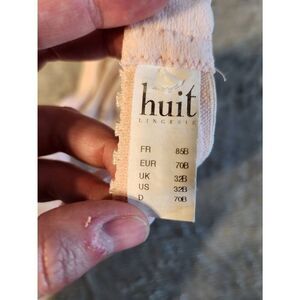 huit
LINGERIE
FR 85B
EUR 70B
UK 32B
US 32B
D 70B